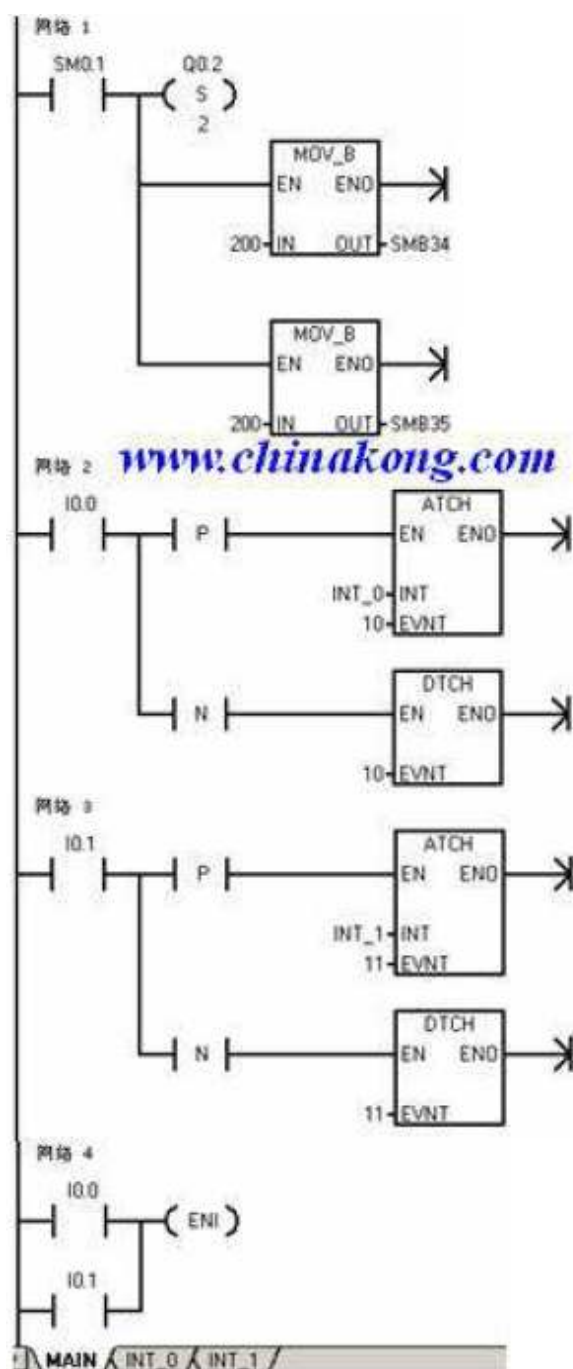 网络 1
SM0.1 Q0.2
S
2
MOV_B
EN ENO
200 IN OUT SMB34
MOV_B
EN ENO
200 IN OUT SMB35
www.chinakong.com
网络 2
I0.0
P
ATCH
EN ENO
INT_0 INT
10 EVNT
N
DTCH
EN ENO
10 EVNT
网络 3
I0.1
P
ATCH
EN ENO
INT_1 INT
11 EVNT
N
DTCH
EN ENO
11 EVNT
网络 4
I0.0
ENI
I0.1
MAIN INT_0 INT_1